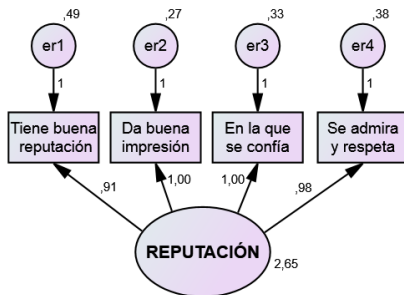 ,49
,27
,33
,38
er1
er2
er3
er4
1
1
1
1
Tiene buena
reputación
Da buena
impresión
En la que
se confía
Se admira
y respeta
,91
1,00
1,00
,98
REPUTACIÓN
2,65